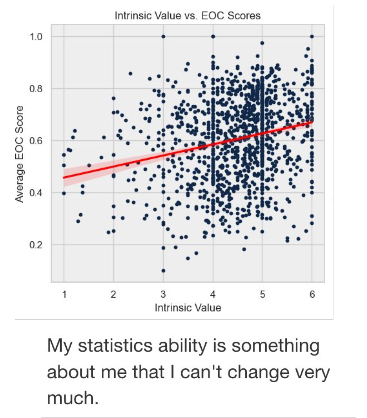 Intrinsic Value vs. EOC Scores
1.0
0.8
0.6
0.4
0.2
Average EOC Score
1 2 3 4 5 6
Intrinsic Value
My statistics ability is something
about me that I can't change very
much.